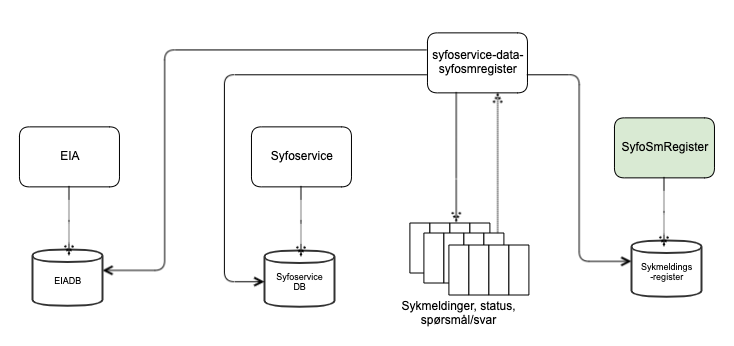 syfoservice-data-
syfosmregister
EIA
Syfoservice
SyfoSmRegister
EIADB
Syfoservice
DB
Sykmeldings
-register
Sykmeldinger, status,
spørsmål/svar